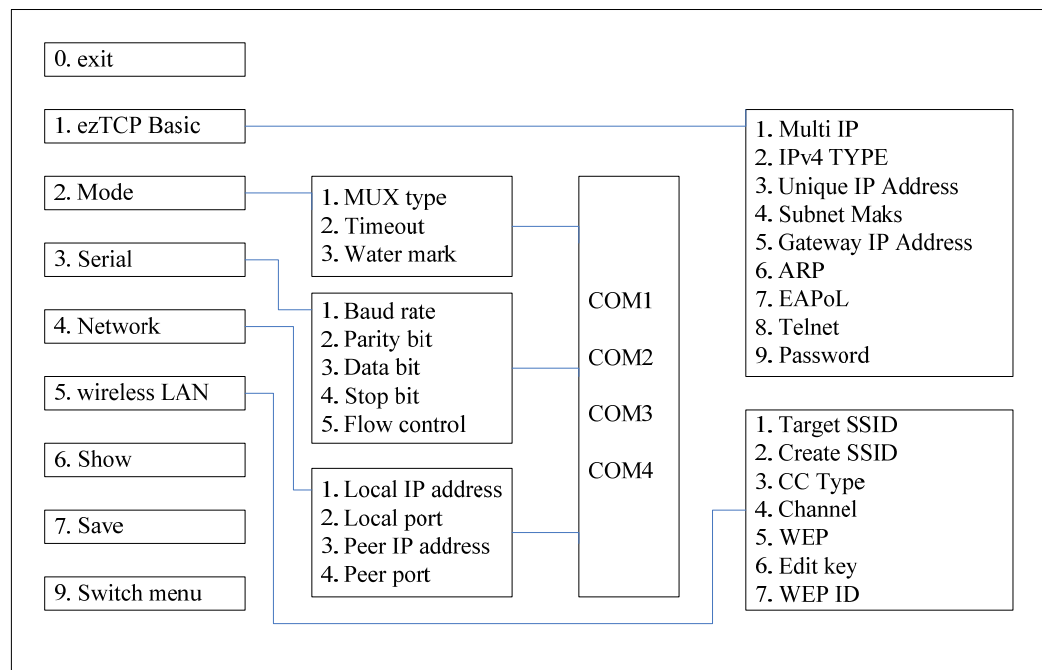 0. exit
1. ezTCP Basic
2. Mode
3. Serial
4. Network
5. wireless LAN
6. Show
7. Save
9. Switch menu
1. MUX type
2. Timeout
3. Water mark
1. Baud rate
2. Parity bit
3. Data bit
4. Stop bit
5. Flow control
1. Local IP address
2. Local port
3. Peer IP address
4. Peer port
COM1
COM2
COM3
COM4
1. Multi IP
2. IPv4 TYPE
3. Unique IP Address
4. Subnet Maks
5. Gateway IP Address
6. ARP
7. EAPoL
8. Telnet
9. Password
1. Target SSID
2. Create SSID
3. CC Type
4. Channel
5. WEP
6. Edit key
7. WEP ID